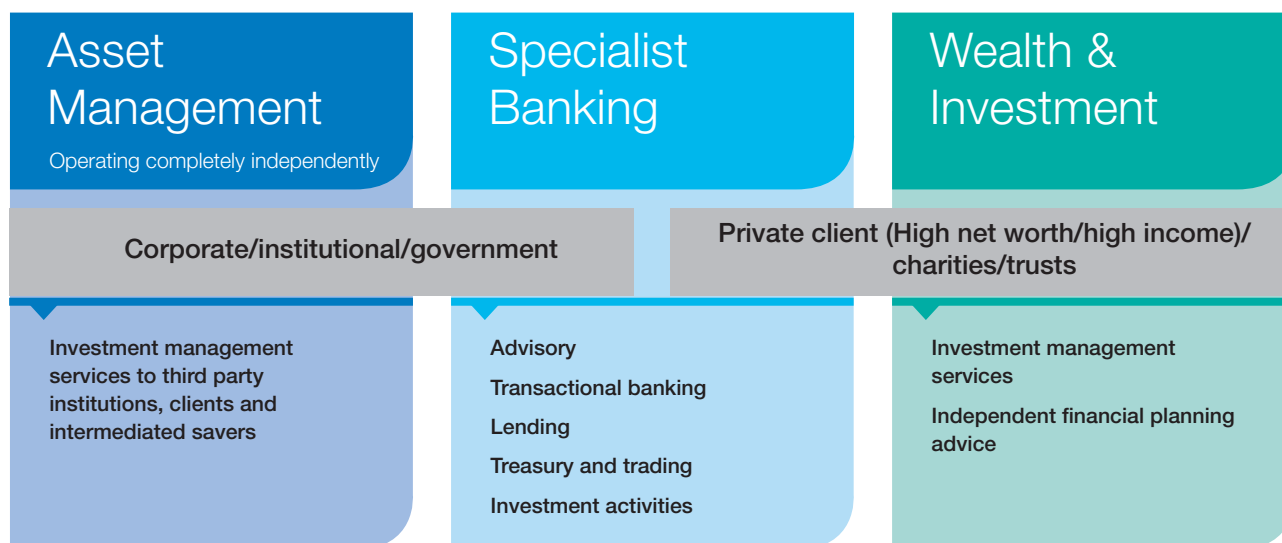 Asset
Management
Operating completely independently
Specialist
Banking
Wealth &
Investment
Corporate/institutional/government
Private client (High net worth/high income)/
charities/trusts
Investment management
services to third party
institutions, clients and
intermediated savers
Advisory
Transactional banking
Lending
Treasury and trading
Investment activities
Investment management
services
Independent financial planning
advice